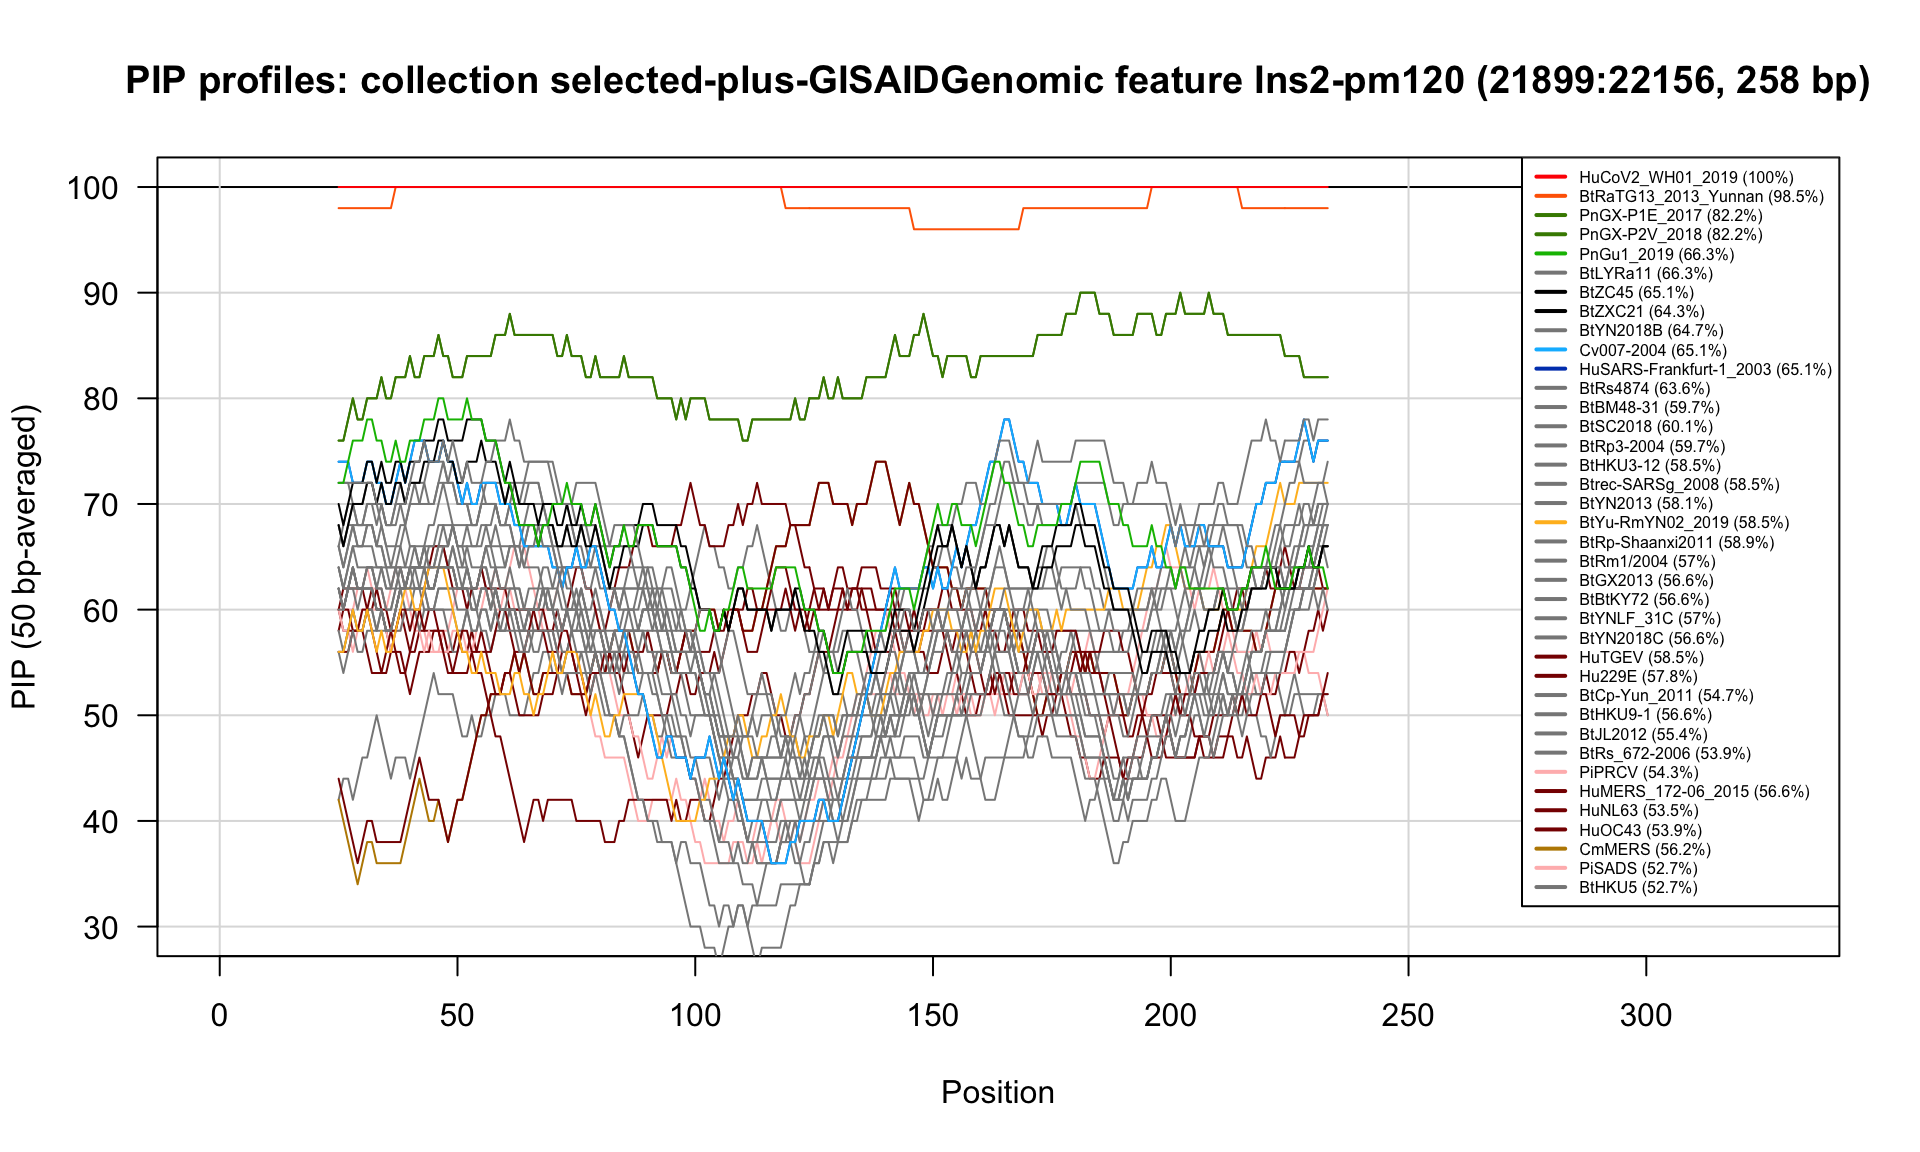 PIP profiles: collection selected-plus-GISAIDGenomic feature Ins2-pm120 (21899:22156, 258 bp)
PIP (50 bp-averaged)
100
90
80
70
60
50
40
30
0
50
100
150
200
250
300
Position
HuCoV2_WH01_2019 (100%)
BtRaTG13_2013_Yunnan (98.5%)
PnGX-P1E_2017 (82.2%)
PnGX-P2V_2018 (82.2%)
PnGu1_2019 (66.3%)
BtLYRa11 (66.3%)
BtZC45 (65.1%)
BtZXC21 (64.3%)
BtYN2018B (64.7%)
Cv007-2004 (65.1%)
HuSARS-Frankfurt-1_2003 (65.1%)
BtRs4874 (63.6%)
BtBM48-31 (59.7%)
BtSC2018 (60.1%)
BtRp3-2004 (59.7%)
BtHKU3-12 (58.5%)
Btrec-SARSg_2008 (58.5%)
BtYN2013 (58.1%)
BtYu-RmYN02_2019 (58.5%)
BtRp-Shaanxi2011 (58.9%)
BtRm1/2004 (57%)
BtGX2013 (56.6%)
BtBtKY72 (56.6%)
BtYNLF_31C (57%)
BtYN2018C (56.6%)
HuTGEV (58.5%)
Hu229E (57.8%)
BtCp-Yun_2011 (54.7%)
BtHKU9-1 (56.6%)
BtJL2012 (55.4%)
BtRs_672-2006 (53.9%)
PiPRCV (54.3%)
HuMERS_172-06_2015 (56.6%)
HuNL63 (53.5%)
HuOC43 (53.9%)
CmMERS (56.2%)
PiSADS (52.7%)
BtHKU5 (52.7%)